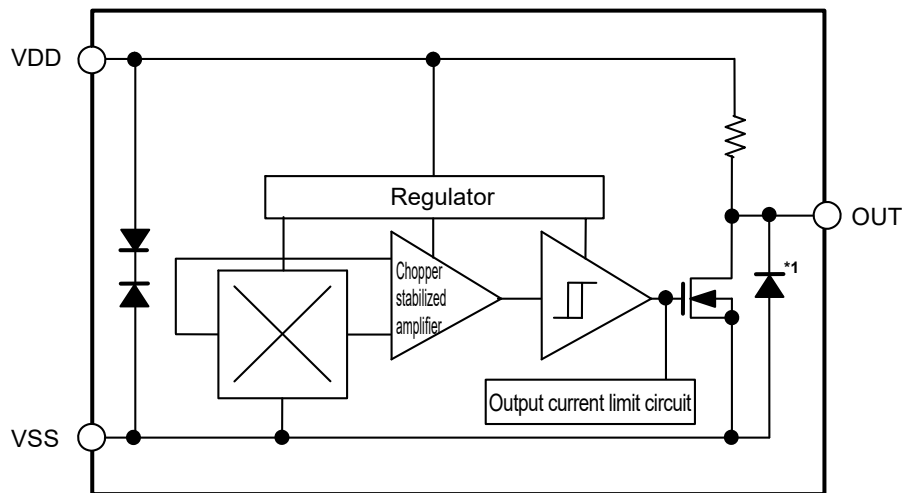 VDD
Regulator
OUT
*1
Chopper
stabilized
amplifier
Output current limit circuit
VSS